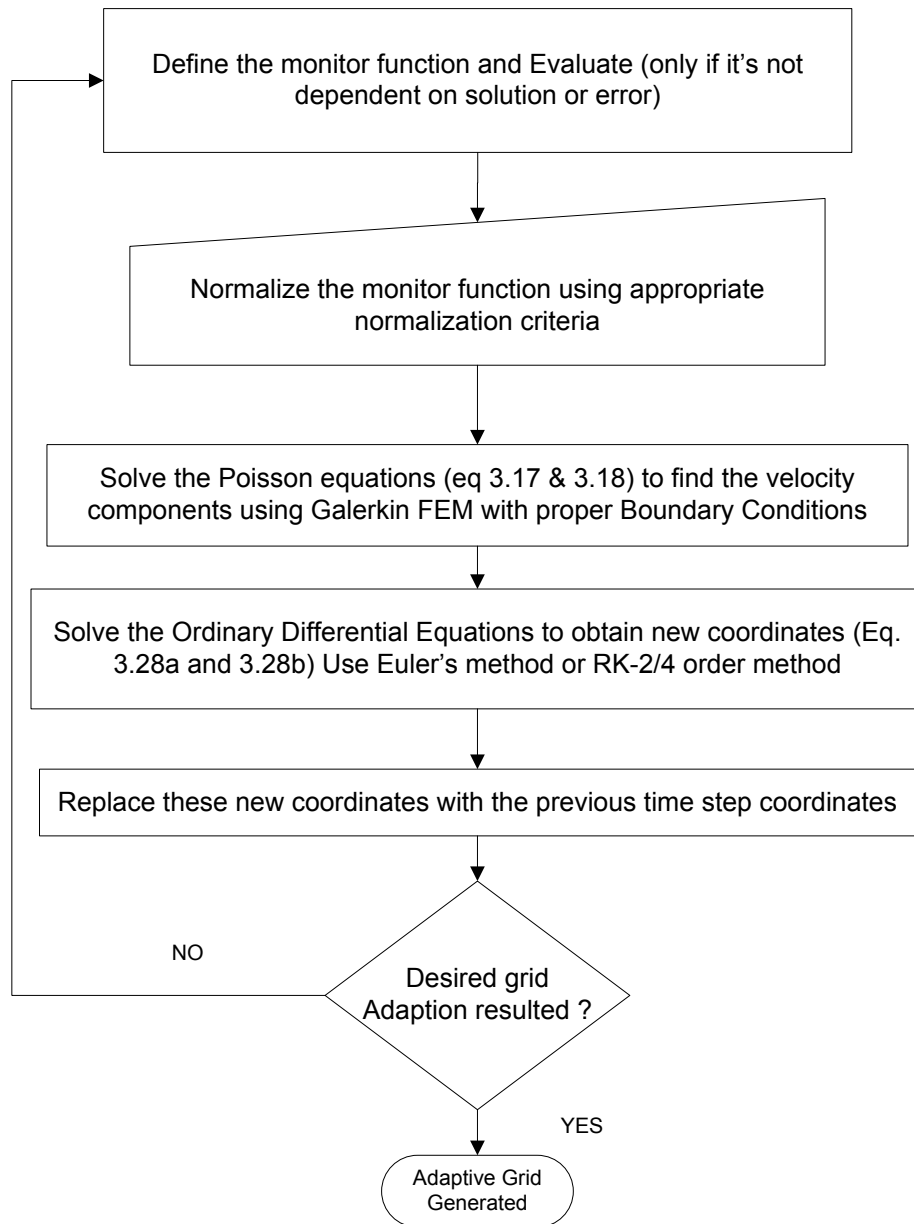 Define the monitor function and Evaluate (only if it's not
dependent on solution or error)
Normalize the monitor function using appropriate
normalization criteria
Solve the Poisson equations (eq 3.17 & 3.18) to find the velocity
components using Galerkin FEM with proper Boundary Conditions
Solve the Ordinary Differential Equations to obtain new coordinates (Eq.
3.28a and 3.28b) Use Euler's method or RK-2/4 order method
Replace these new coordinates with the previous time step coordinates
NO
Desired grid
Adaption resulted ?
YES
Adaptive Grid
Generated